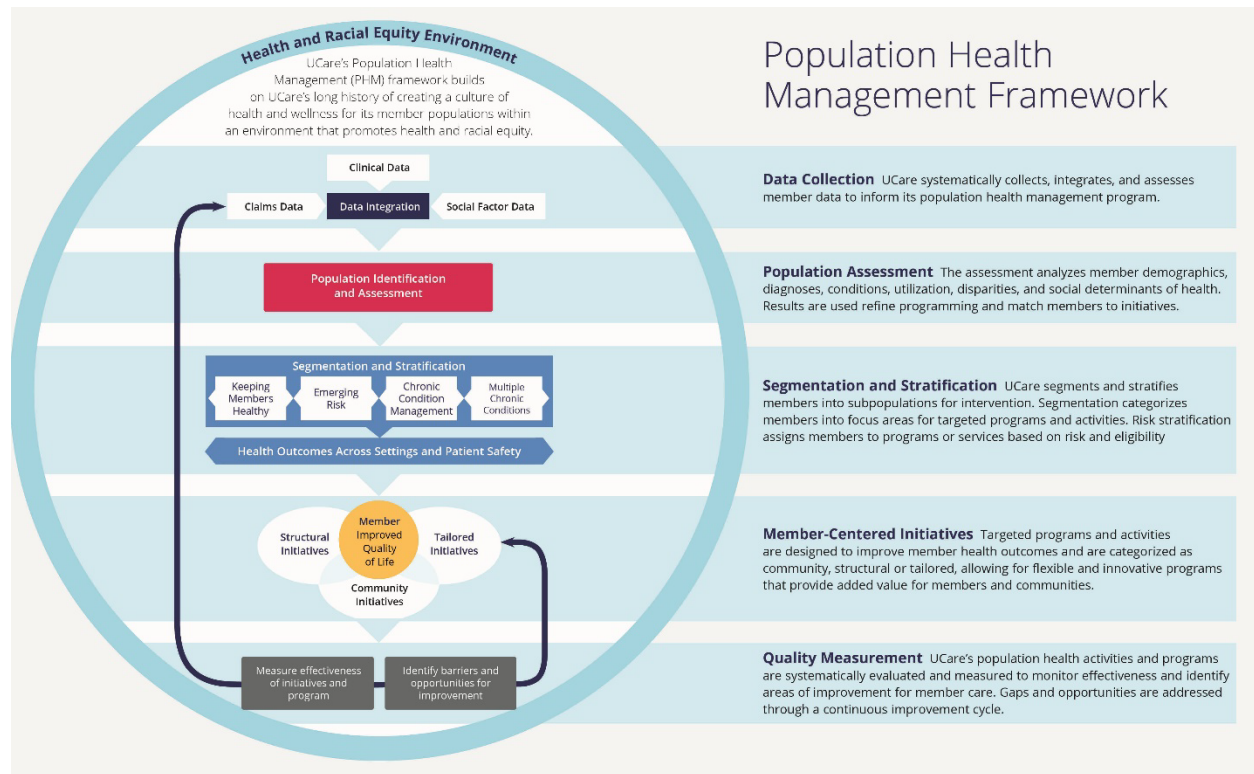 Health and Racial Equity Environment
UCare's Population Health
Management (PHM) framework builds
on UCare's long history of creating a culture of
health and wellness for its member populations within
an environment that promotes health and racial equity.
Population Health
Management Framework
Clinical Data
Claims Data
Data Integration
Social Factor Data
Data Collection UCare systematically collects, integrates, and assesses
member data to inform its population health management program.
Population Identification
and Assessment
Population Assessment The assessment analyzes member demographics,
diagnoses, conditions, utilization, disparities, and social determinants of health.
Results are used refine programming and match members to initiatives.
Segmentation and Stratification
Keeping
Members
Healthy
Emerging
Risk
Chronic
Condition
Management
Multiple
Chronic
Conditions
Health Outcomes Across Settings and Patient Safety
Segmentation and Stratification UCare segments and stratifies
members into subpopulations for intervention. Segmentation categorizes
members into focus areas for targeted programs and activities. Risk stratification
assigns members to programs or services based on risk and eligibility
Structural
Initiatives
Member
Improved
Quality
of Life
Tailored
Initiatives
Community
Initiatives
Member-Centered Initiatives Targeted programs and activities
are designed to improve member health outcomes and are categorized as
community, structural or tailored, allowing for flexible and innovative programs
that provide added value for members and communities.
Measure effectiveness
of initiatives and
program
Identify barriers and
opportunities for
improvement
Quality Measurement UCare's population health activities and programs
are systematically evaluated and measured to monitor effectiveness and identify
areas of improvement for member care. Gaps and opportunities are addressed
through a continuous improvement cycle.